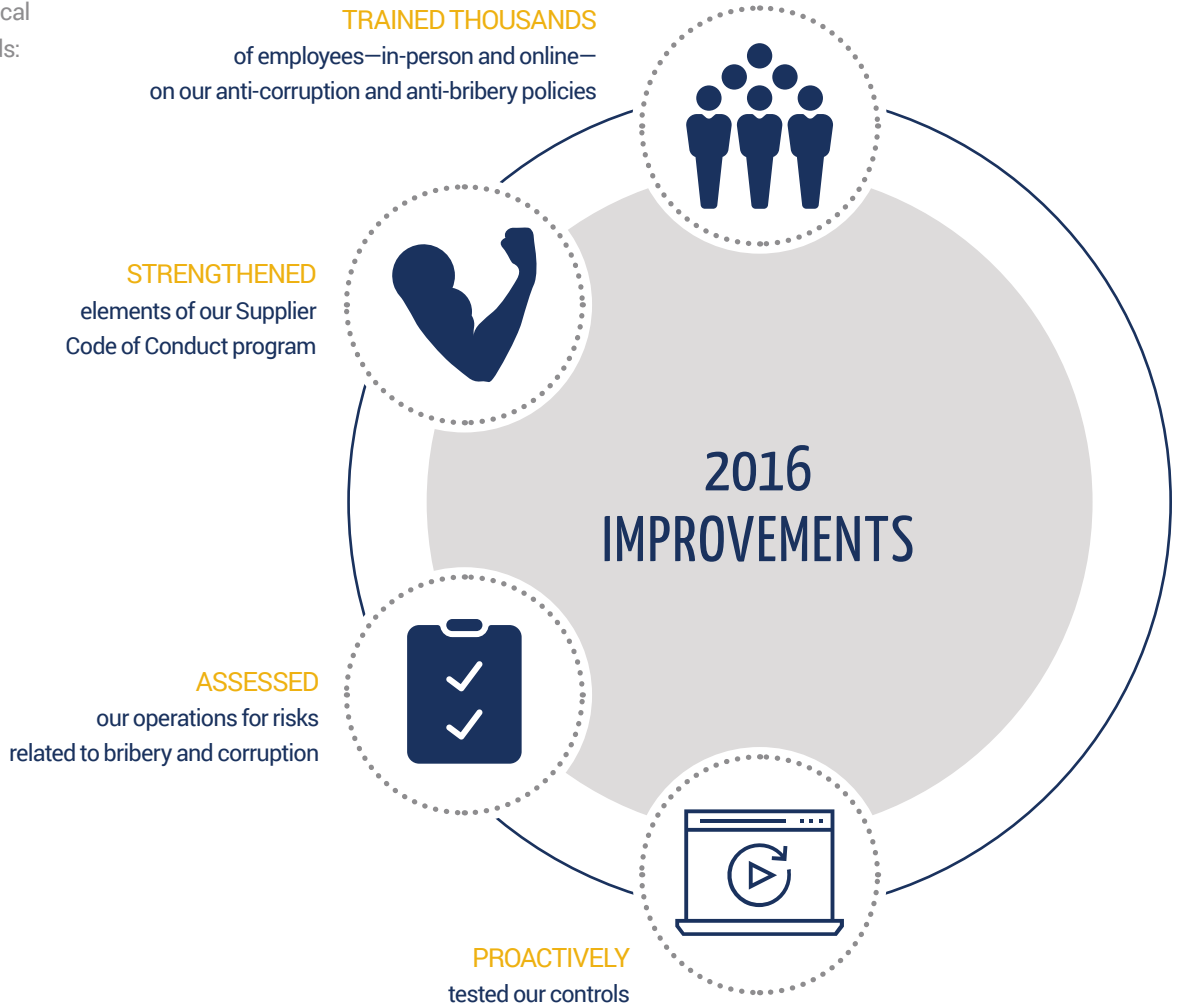 TRAINED THOUSANDS
of employees—in-person and online—
on our anti-corruption and anti-bribery policies
STRENGTHENED
elements of our Supplier
Code of Conduct program
2016
IMPROVEMENTS
ASSESSED
our operations for risks
related to bribery and corruption
PROACTIVELY
tested our controls